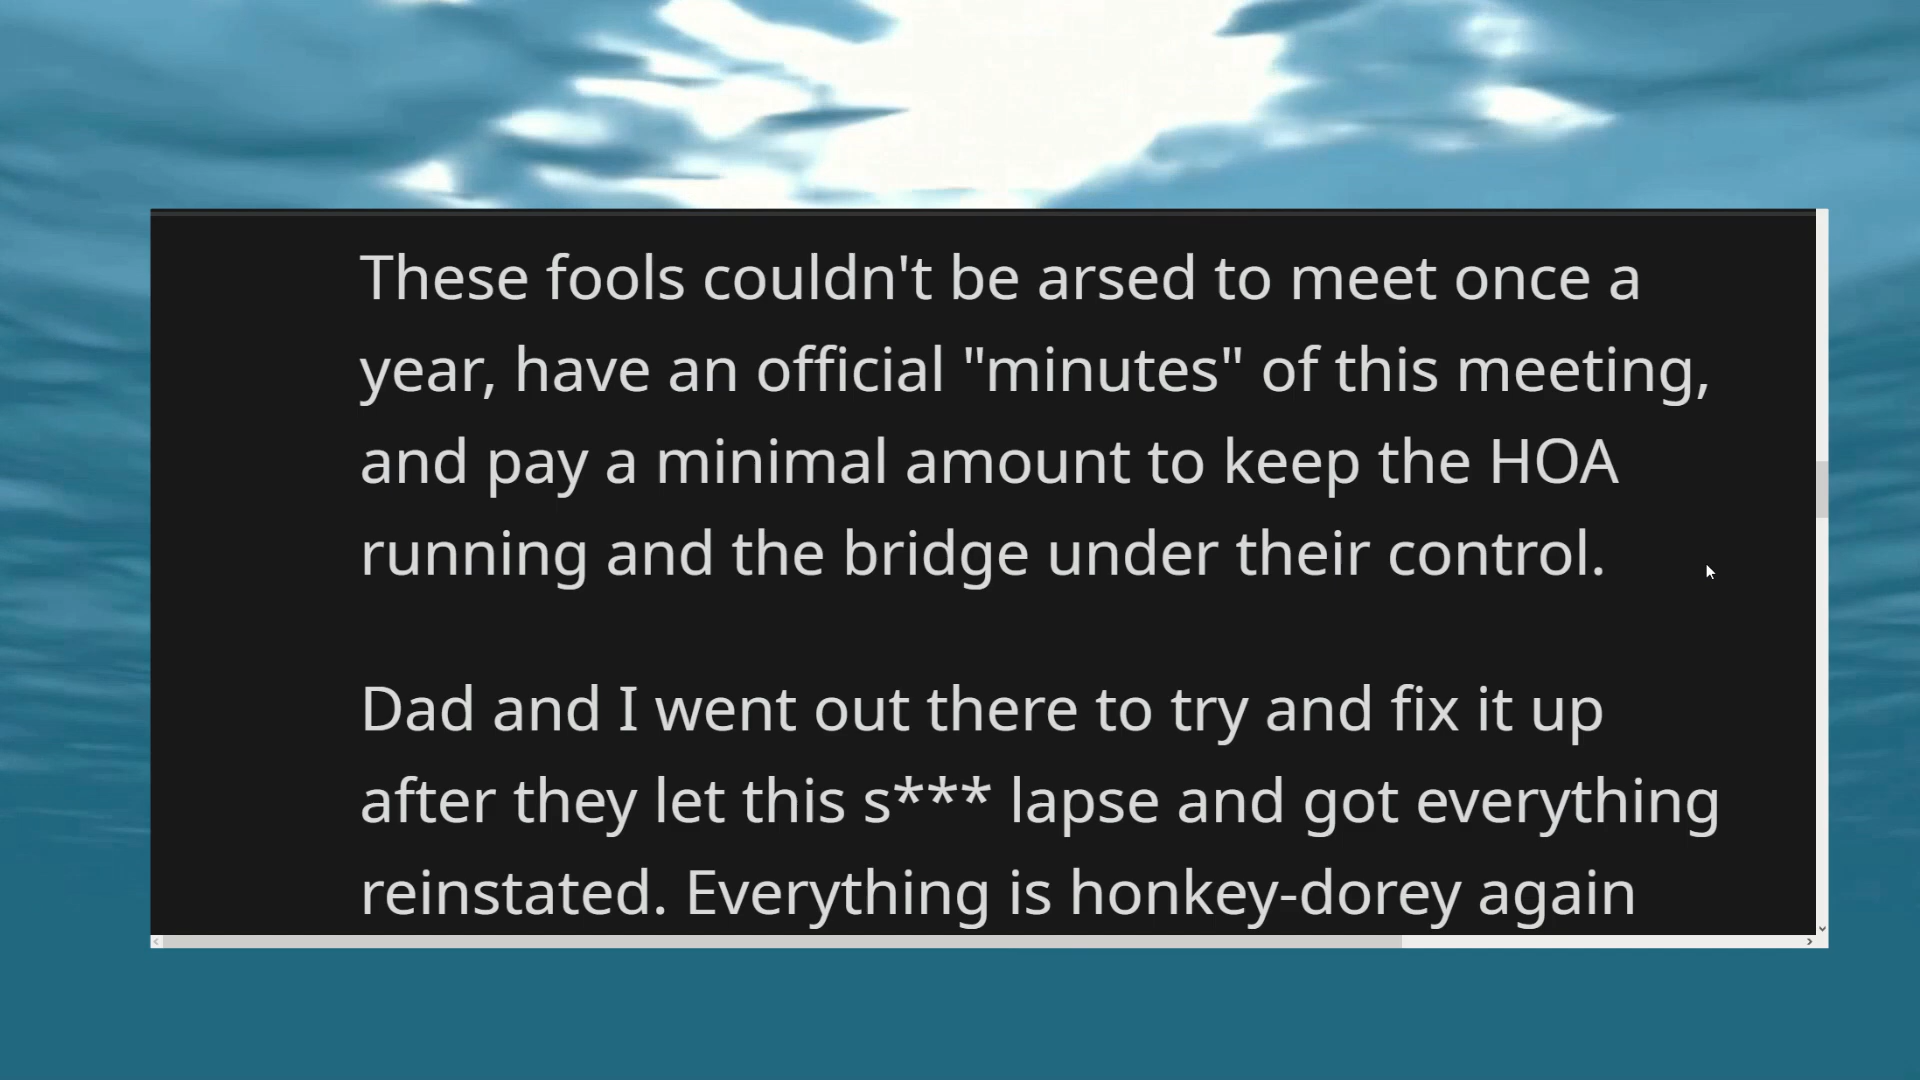 These fools couldn't be arsed to meet once a
year, have an official "minutes" of this meeting,
and pay a minimal amount to keep the HOA
running and the bridge under their control.
Dad and I went out there to try and fix it up
after they let this s*** lapse and got everything
reinstated. Everything is honkey-dorey again